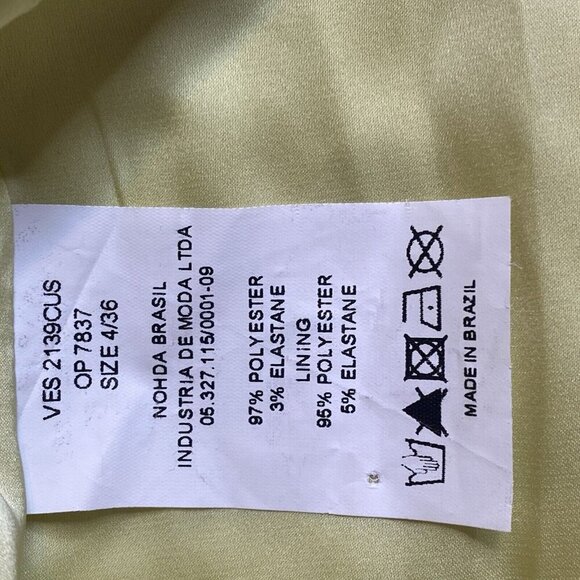 VES 2139CUS
OP 7837
SIZE 4/36
NOHDA BRASIL
INDUSTRIA DE MODA LTDA
05.327.115/0001-09
97% POLYESTER
3% ELASTANE
LINING
95% POLYESTER
5% ELASTANE
MADE IN BRAZIL